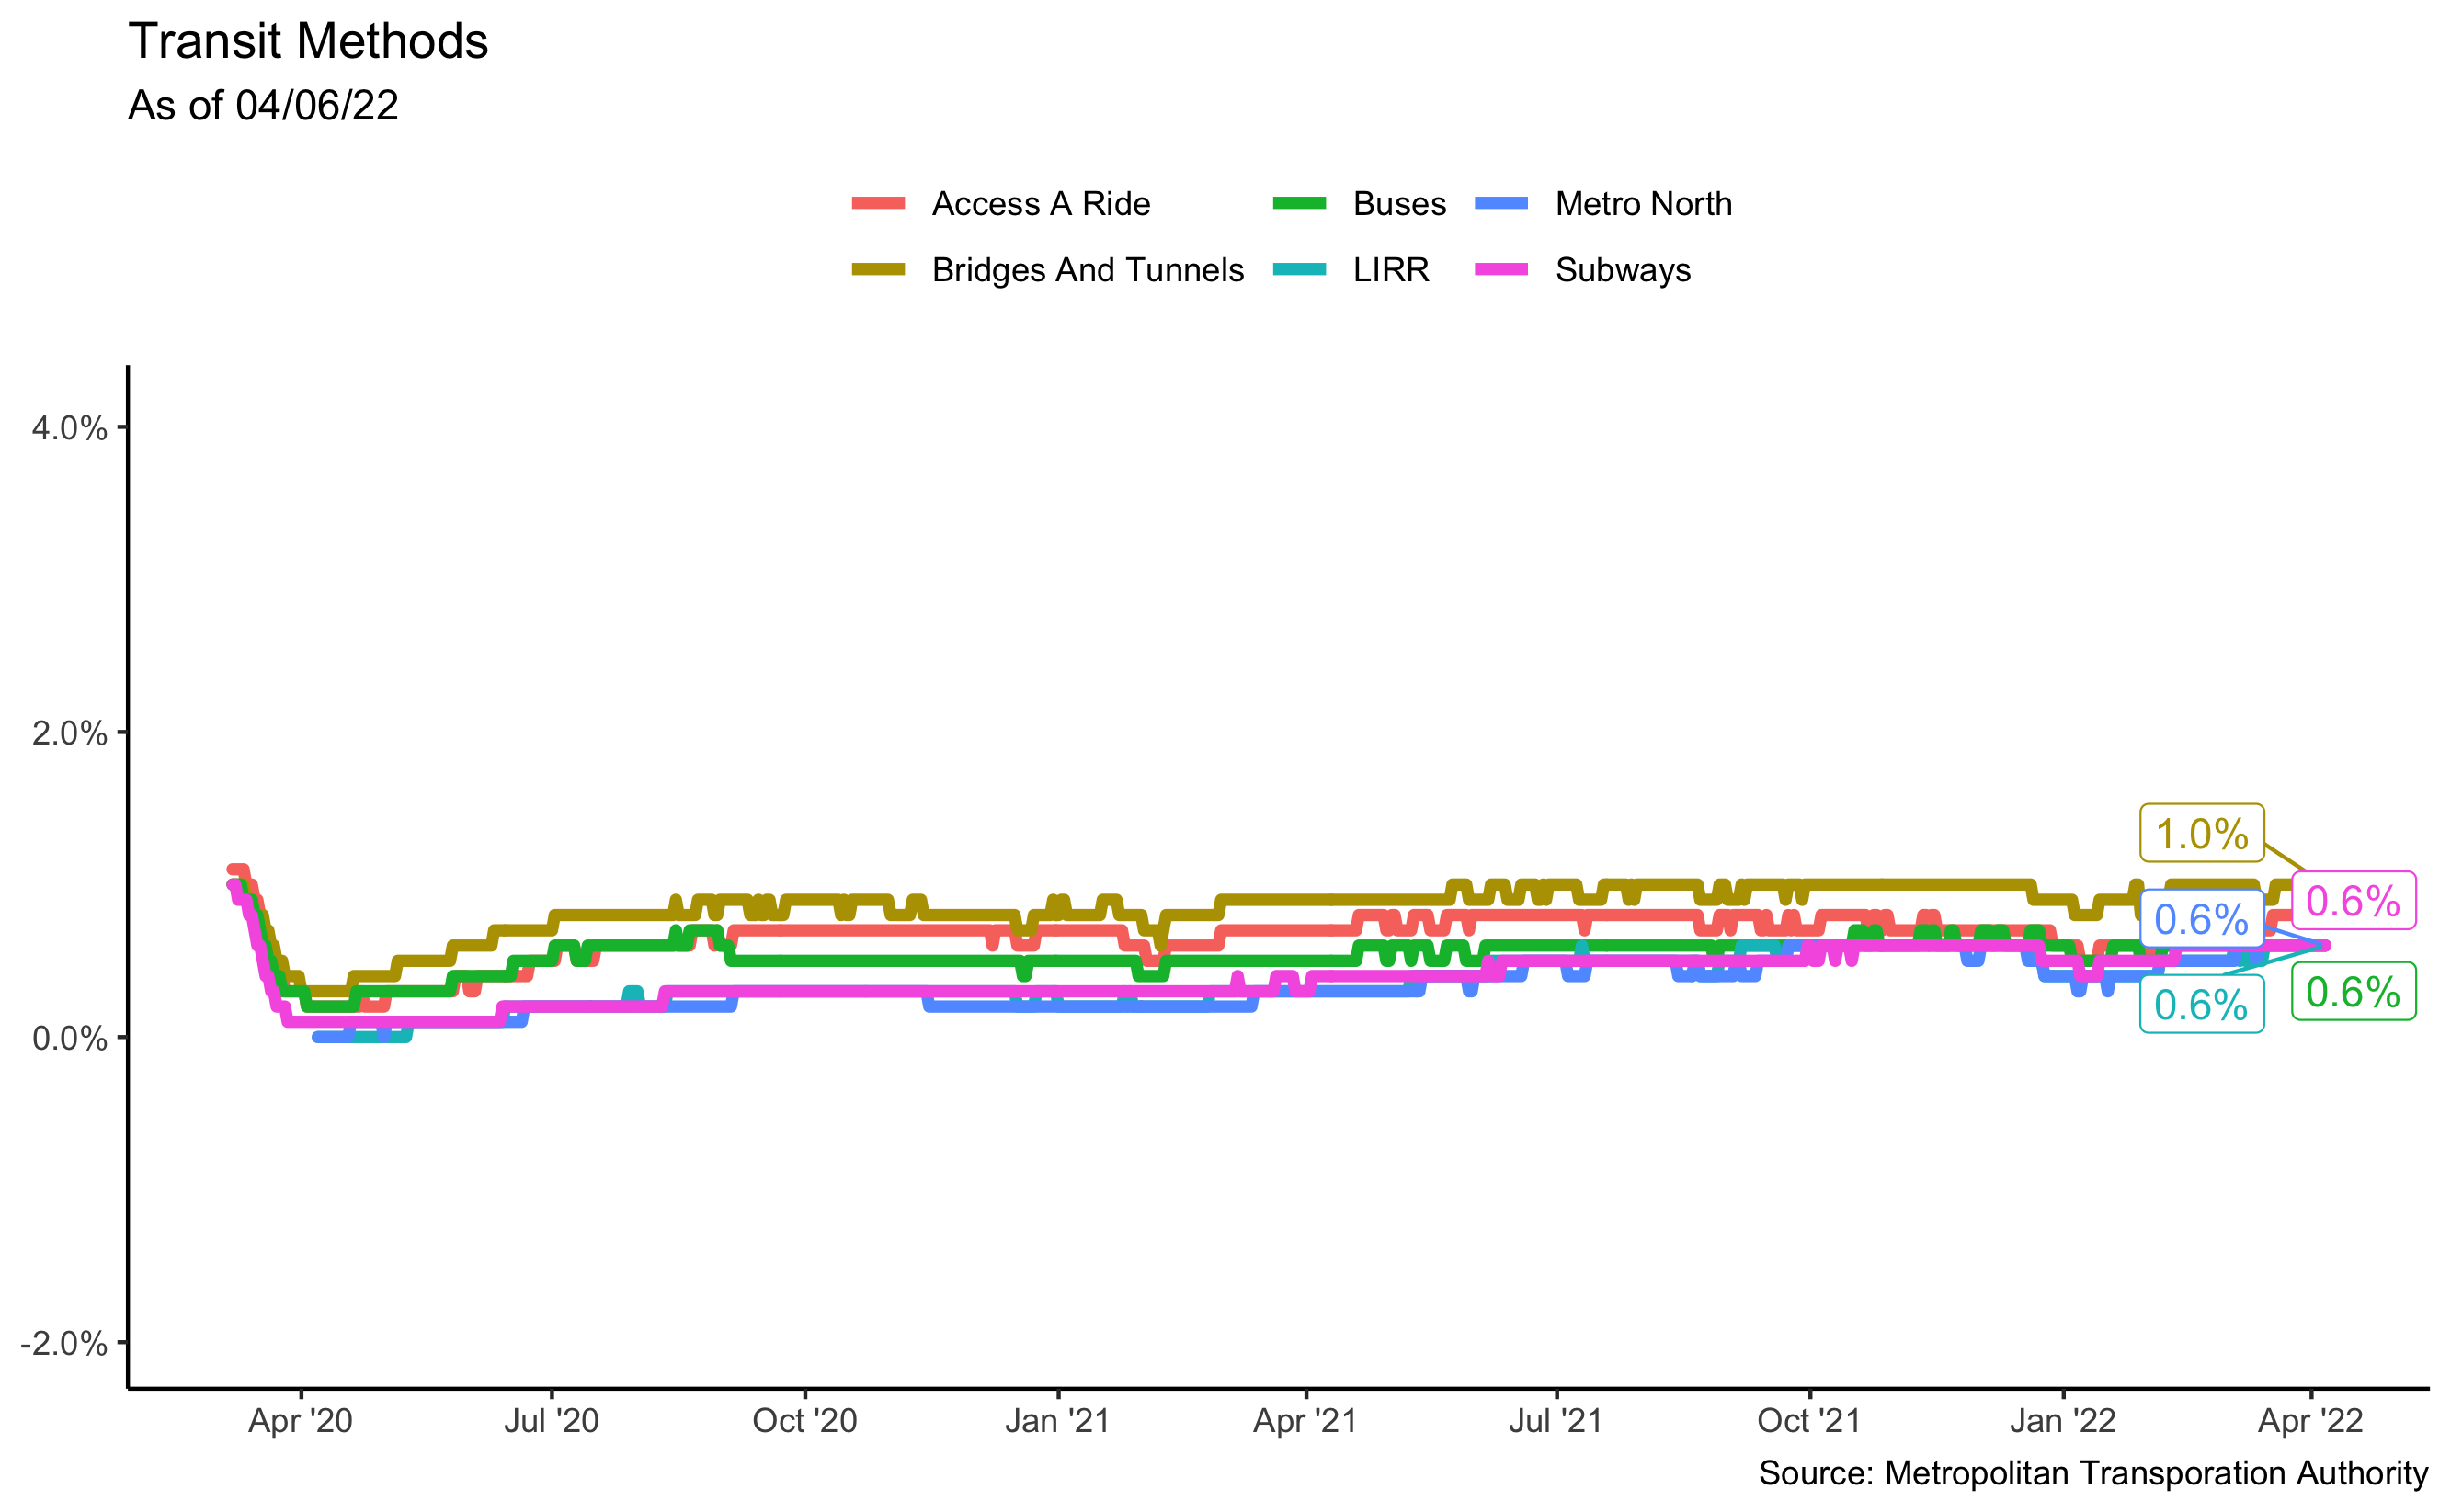 Transit Methods
As of 04/06/22
Access A Ride
Buses
Metro North
Bridges And Tunnels
LIRR
Subways
4.0%
2.0%
0.0%
-2.0%
1.0%
0.6%
0.6%
0.6%
0.6%
Apr '20
Jul '20
Oct '20
Jan '21
Apr '21
Jul '21
Oct '21
Jan '22
Apr '22
Source: Metropolitan Transporation Authority